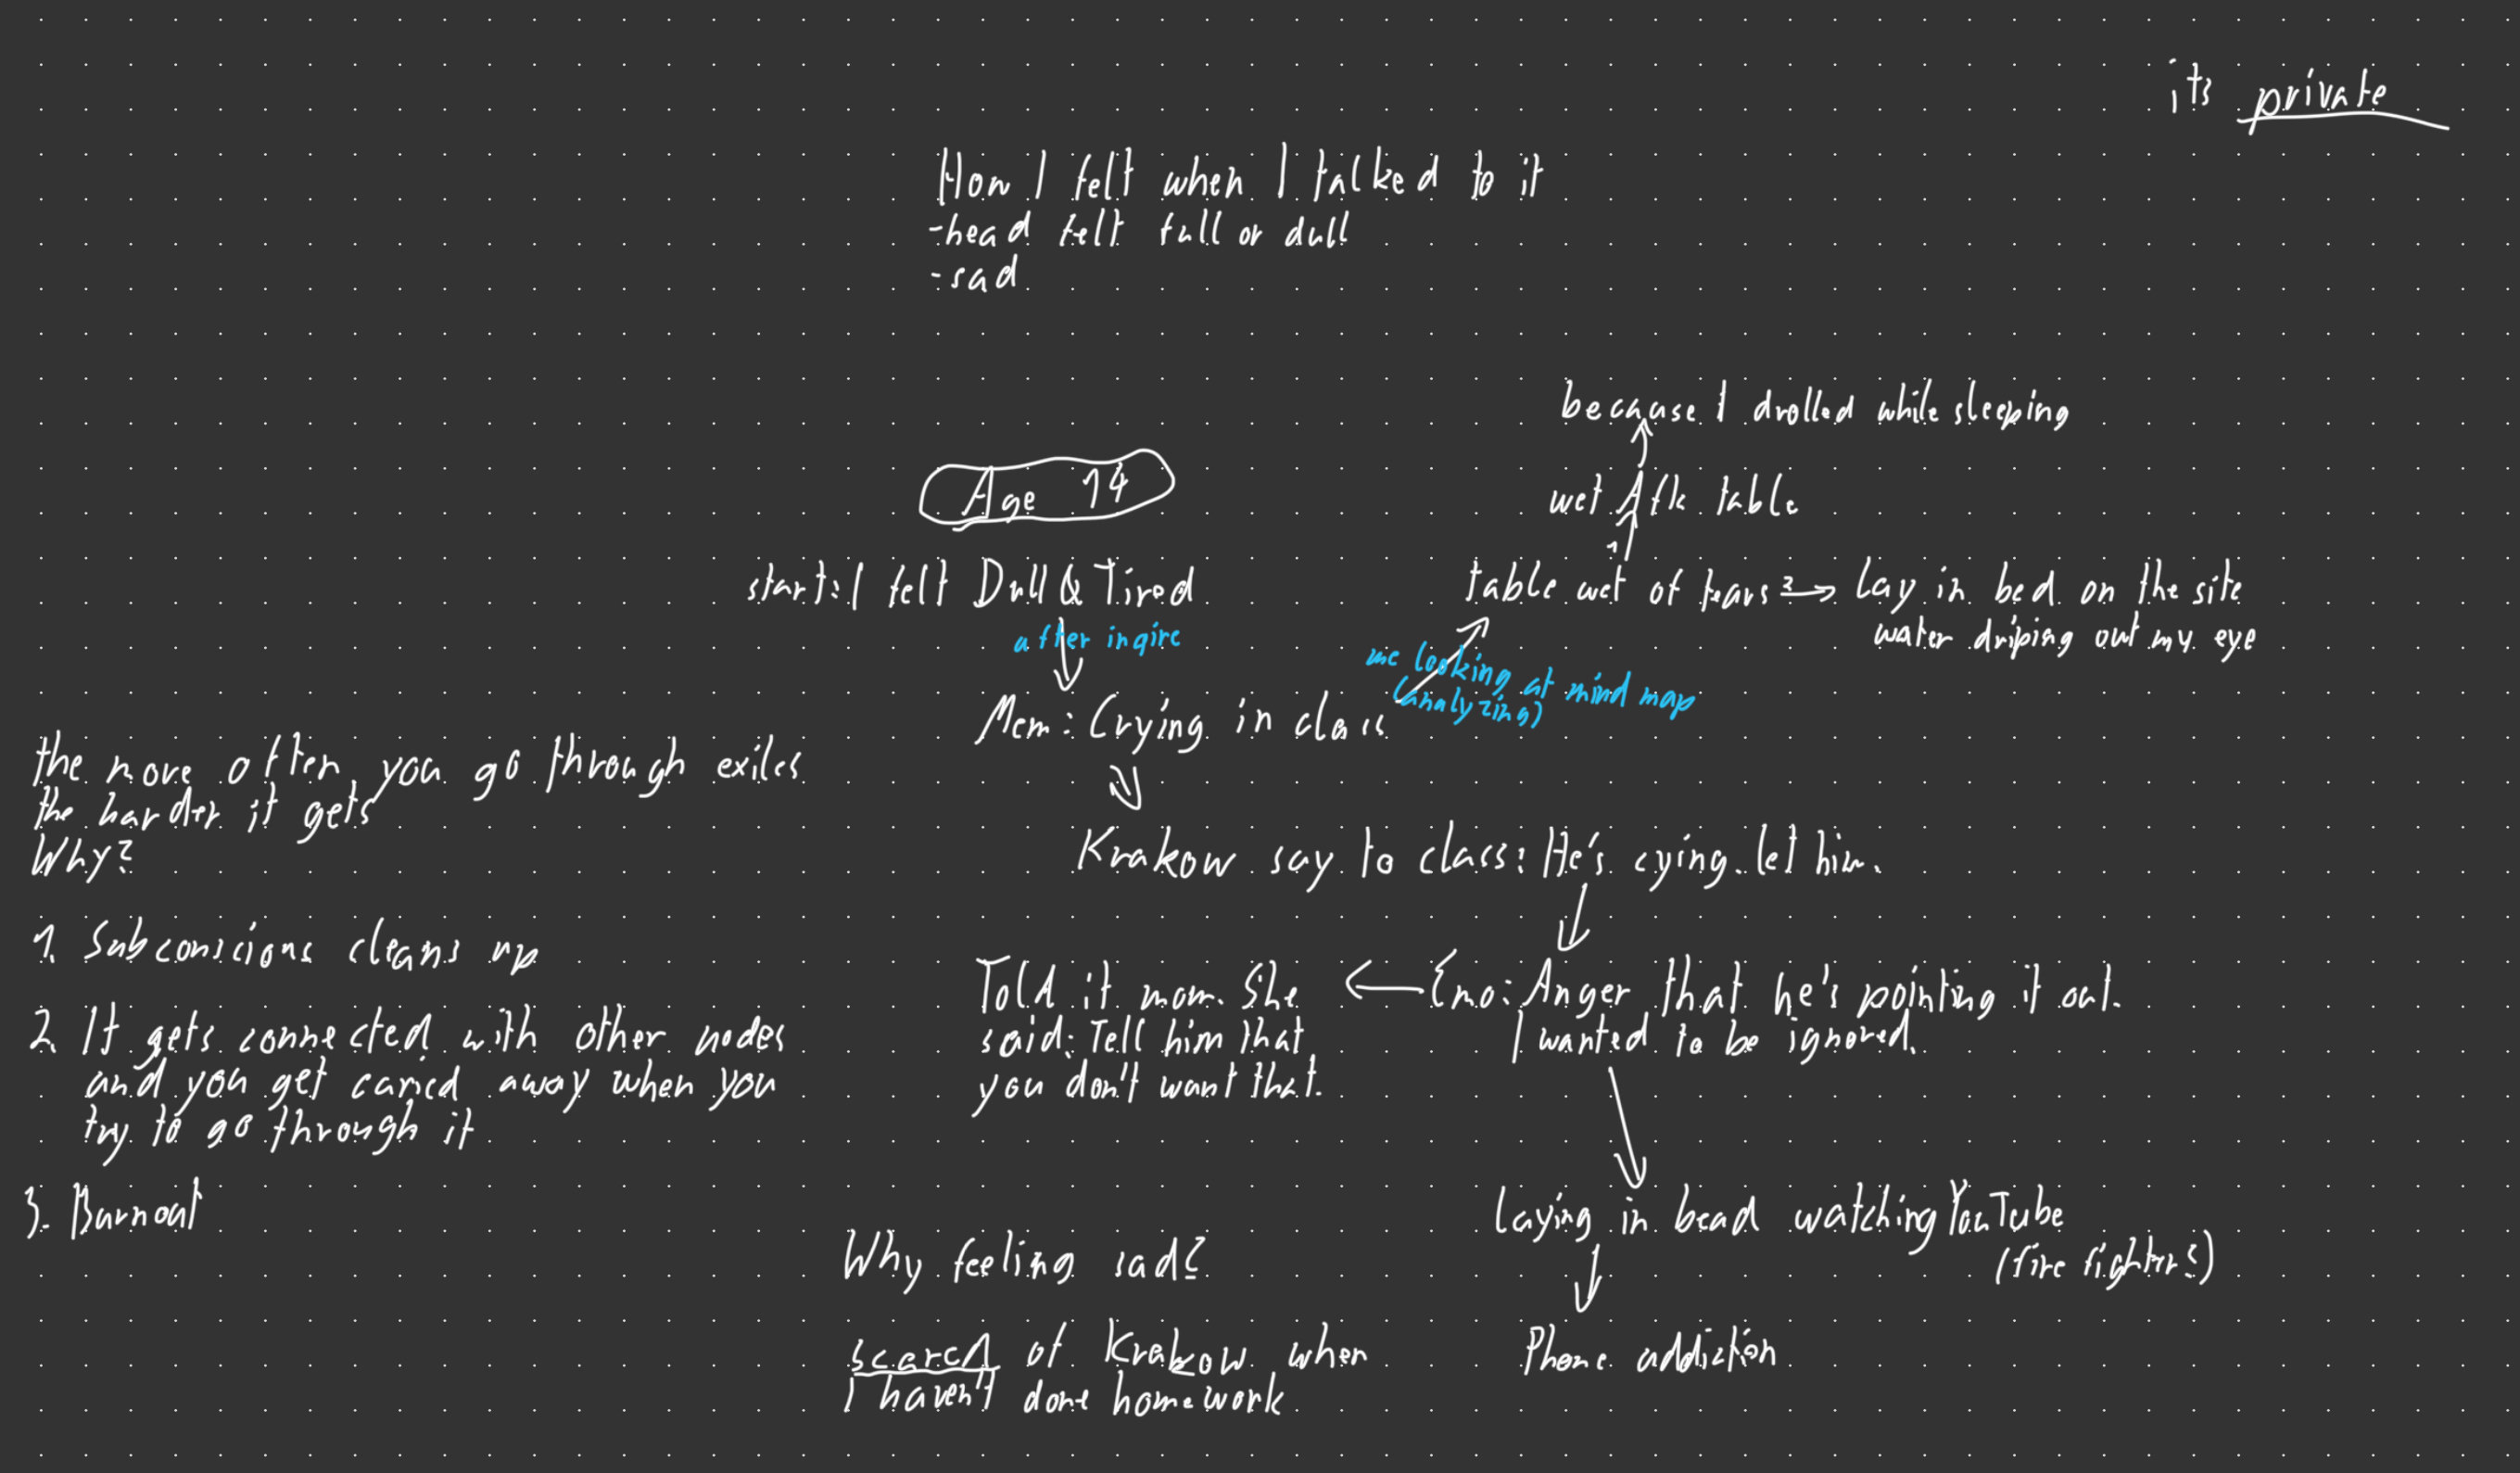 its private
How I felt when I talked to it
-head felt full or dull
-sad
because I drolled while sleeping
Age 14
wet Afk table
start: I felt Dull & Tired
table wet of tears 2 → Lay in bed on the site
1
water driping out my eye
after inqire
me looking at mind map
(analyzing)
Mem: Crying in class
the more often you go through exiles
the harder it gets
Why?
Krakow say to class: He's cying. let him.
1. Subconscious cleans up
2. It gets connected with other nodes
and you get caried away when you
try to go through it
3. Burnout
Emo: Anger that he's pointing it out.
I wanted to be ignored.
Told it mom. She
said: Tell him that
you don't want that.
Laying in bead watching YouTube
(fire fighter?)
Phone addiction
Why feeling sad?
scared of Krakow when
I haven't done homework